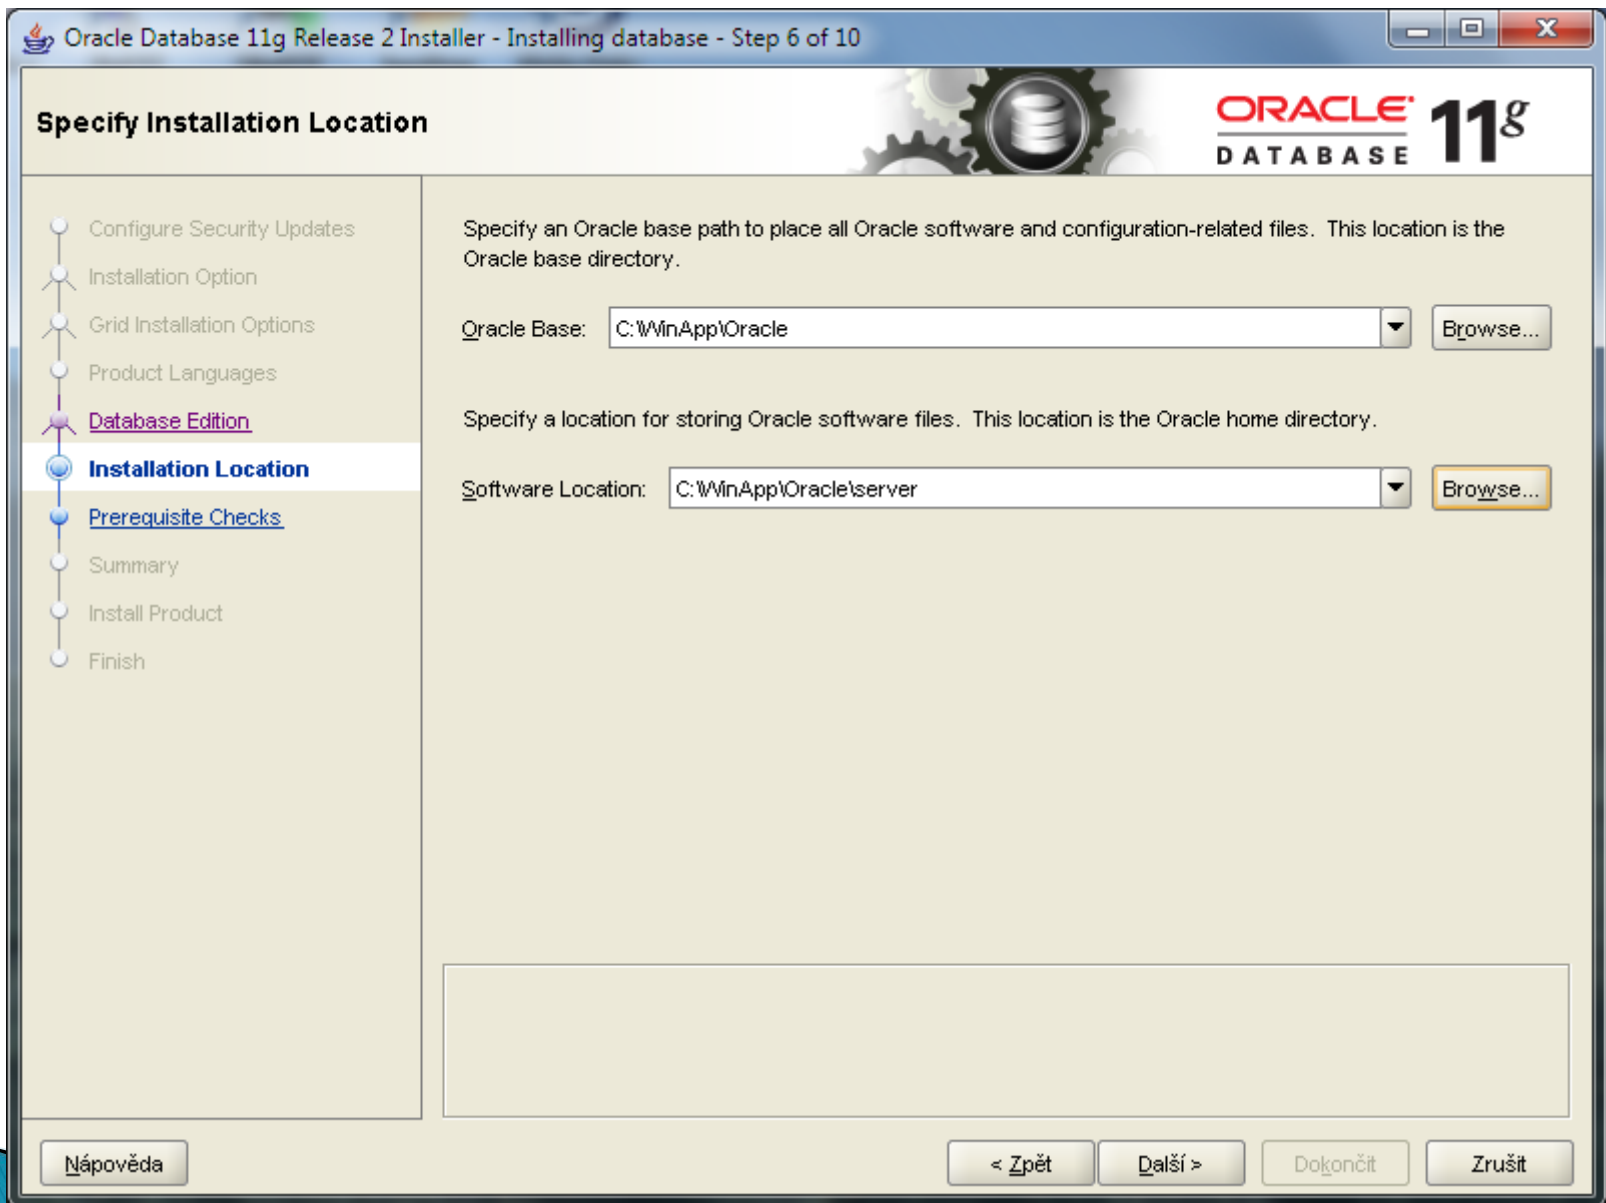 Oracle Database 11g Release 2 Installer - Installing database - Step 6 of 10
Specify Installation Location
ORACLE
DATABASE
11g
Configure Security Updates
Installation Option
Grid Installation Options
Product Languages
Database Edition
Installation Location
Prerequisite Checks
Summary
Install Product
Finish
Specify an Oracle base path to place all Oracle software and configuration-related files. This location is the
Oracle base directory.
Oracle Base: C:\WinApp\Oracle Browse...
Specify a location for storing Oracle software files. This location is the Oracle home directory.
Software Location: C:\WinApp\Oracle\server Browse...
Nápověda < Zpět Další > Dokončit Zrušit